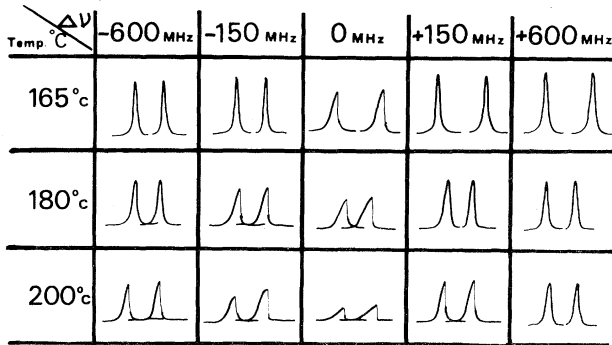 Δν
Temp. °C
-600 MHz -150 MHz 0 MHz +150 MHz +600 MHz
165°c
180°c
200°c